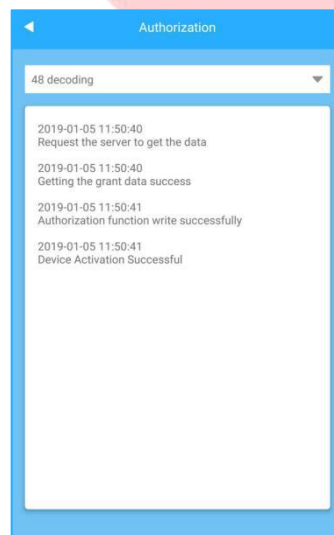 Authorization
48 decoding
2019-01-05 11:50:40
Request the server to get the data
2019-01-05 11:50:40
Getting the grant data success
2019-01-05 11:50:41
Authorization function write successfully
2019-01-05 11:50:41
Device Activation Successful